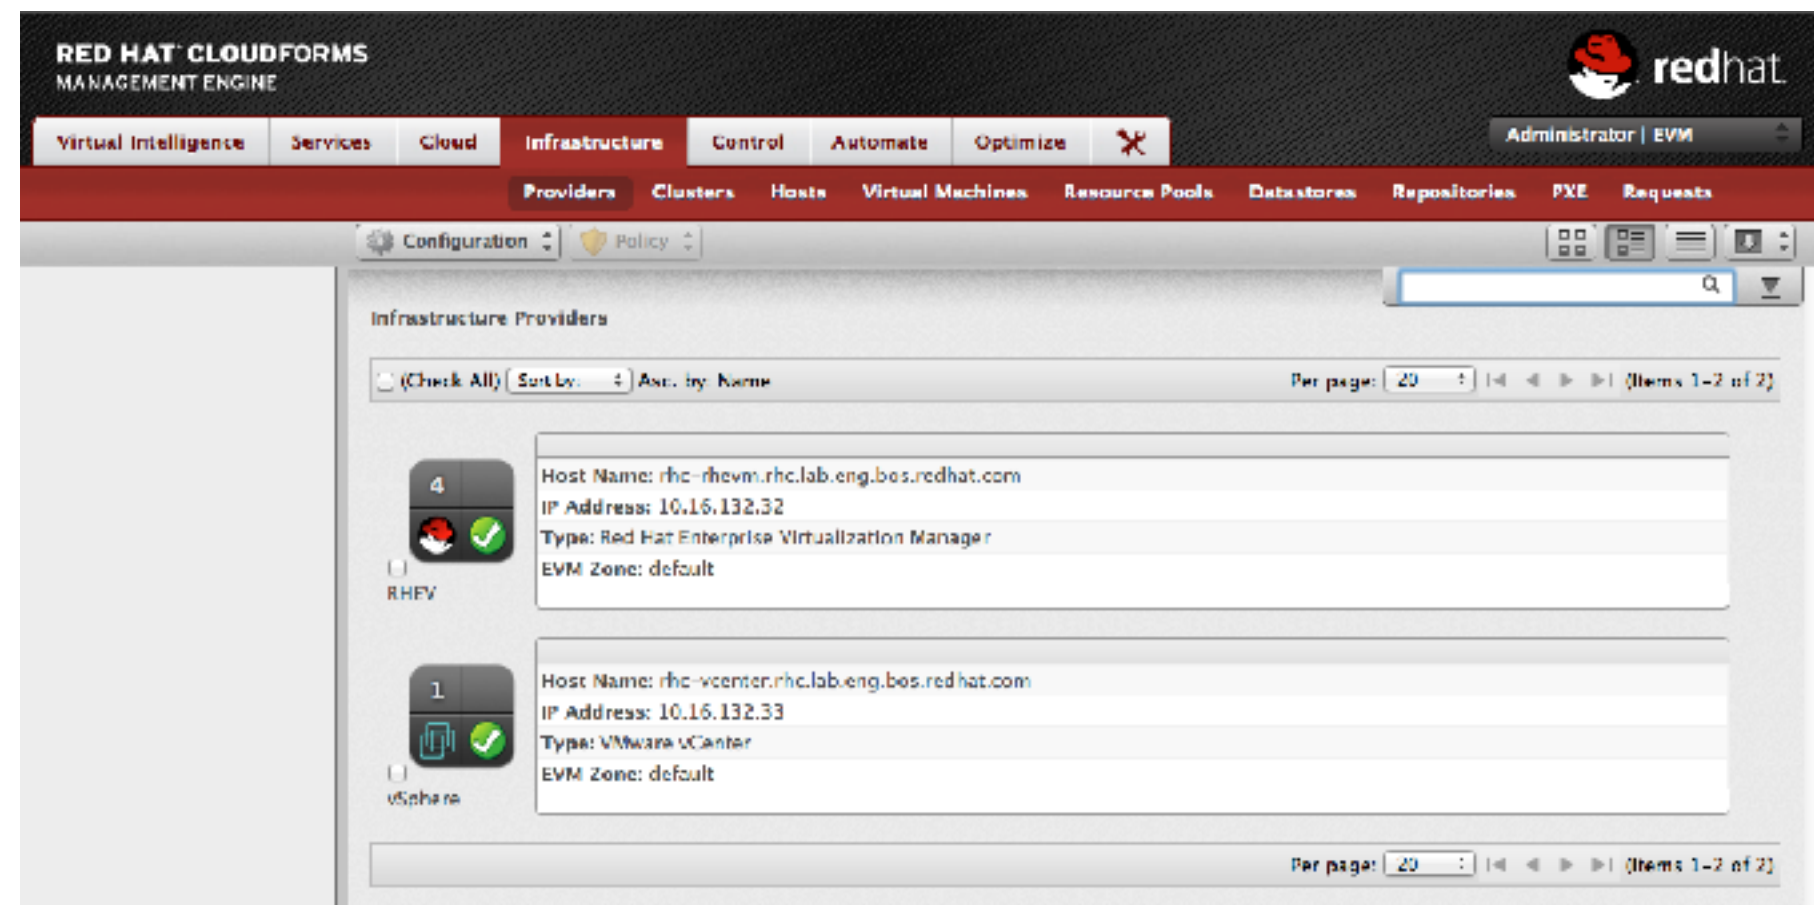 RED HAT CLOUDFORMS
MANAGEMENT ENGINE
redhat.
Virtual Intelligence Services Cloud Infrastructure Control Automate Optimize
Administrator | EVM
Providers Clusters Hosts Virtual Machines Resource Pools Datastores Repositories PXE Requests
Configuration Policy
Infrastructure Providers
(Check All) Sort by: Asc. by: Name Per page: 20 (Items 1-2 of 2)
4
Host Name: rhc-rhevm.rhc.lab.eng.bos.redhat.com
IP Address: 10.16.132.32
Type: Red Hat Enterprise Virtualization Manager
EVM Zone: default
RHEV
1
Host Name: rhc-vcenter.rhc.lab.eng.bos.redhat.com
IP Address: 10.16.132.33
Type: VMware vCenter
EVM Zone: default
vSphere
Per page: 20 (Items 1-2 of 2)